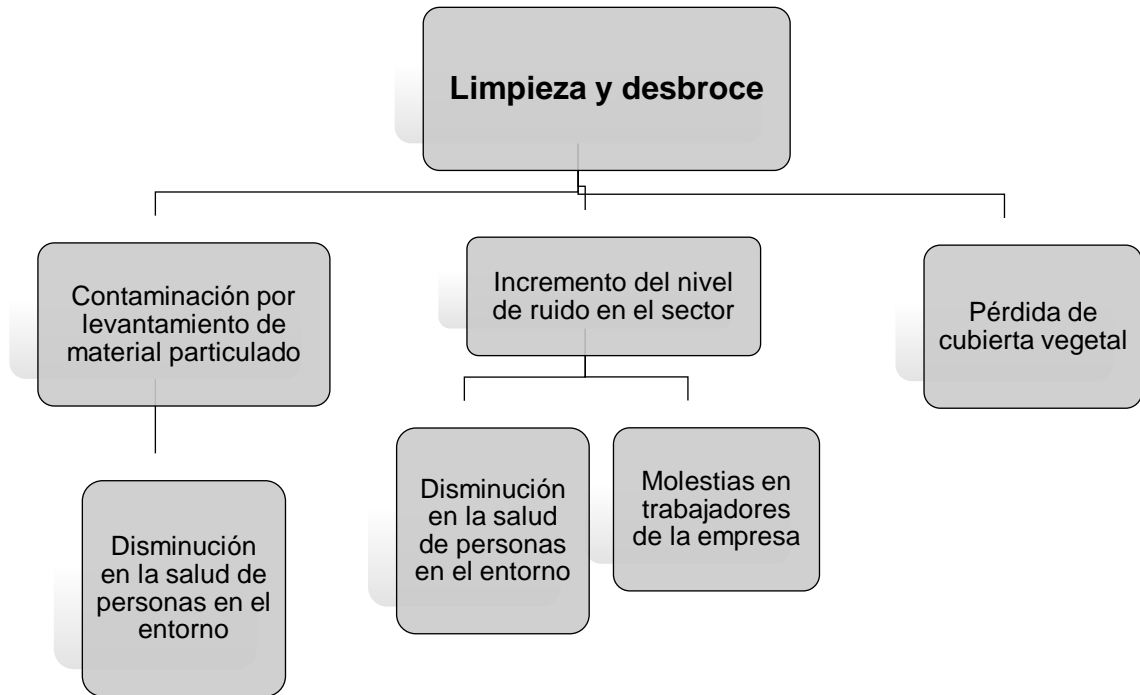 Limpieza y desbroce
Contaminación por
levantamiento de
material particulado
Incremento del nivel
de ruido en el sector
Pérdida de
cubierta vegetal
Disminución
en la salud de
personas en el
entorno
Disminución
en la salud
de personas
en el entorno
Molestias en
trabajadores
de la empresa